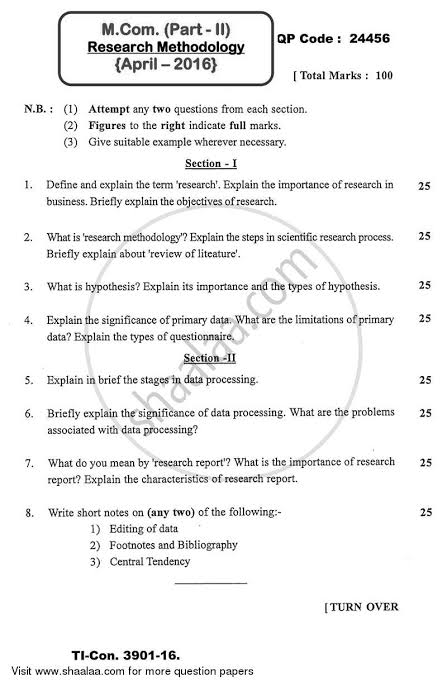 M.Com. (Part - II)
Research Methodology
{April – 2016}
QP Code : 24456
[ Total Marks : 100
N.B. : (1) Attempt any two questions from each section.
(2) Figures to the right indicate full marks.
(3) Give suitable example wherever necessary.
Section - I
1. Define and explain the term 'research'. Explain the importance of research in 25
business. Briefly explain the objectives of research.
2. What is 'research methodology'? Explain the steps in scientific research process. 25
Briefly explain about 'review of liteature'.
3. What is hypothesis? Explain its importance and the types of hypothesis. 25
4. Explain the significance of primary data. What are the limitations of primary 25
data? Explain the types of questionnaire.
Section -II
5. Explain in brief the stages in data processing. 25
6. Briefly explain the significance of data processing. What are the problems 25
associated with data processing?
7. What do you mean by 'research report'? What is the importance of research 25
report? Explain the characteristics of research report.
8. Write short notes on (any two) of the following:- 25
1) Editing of data
2) Footnotes and Bibliography
3) Central Tendency
[ TURN OVER
TI-Con. 3901-16.
Visit www.shaalaa.com for more question papers
shaalaa.com